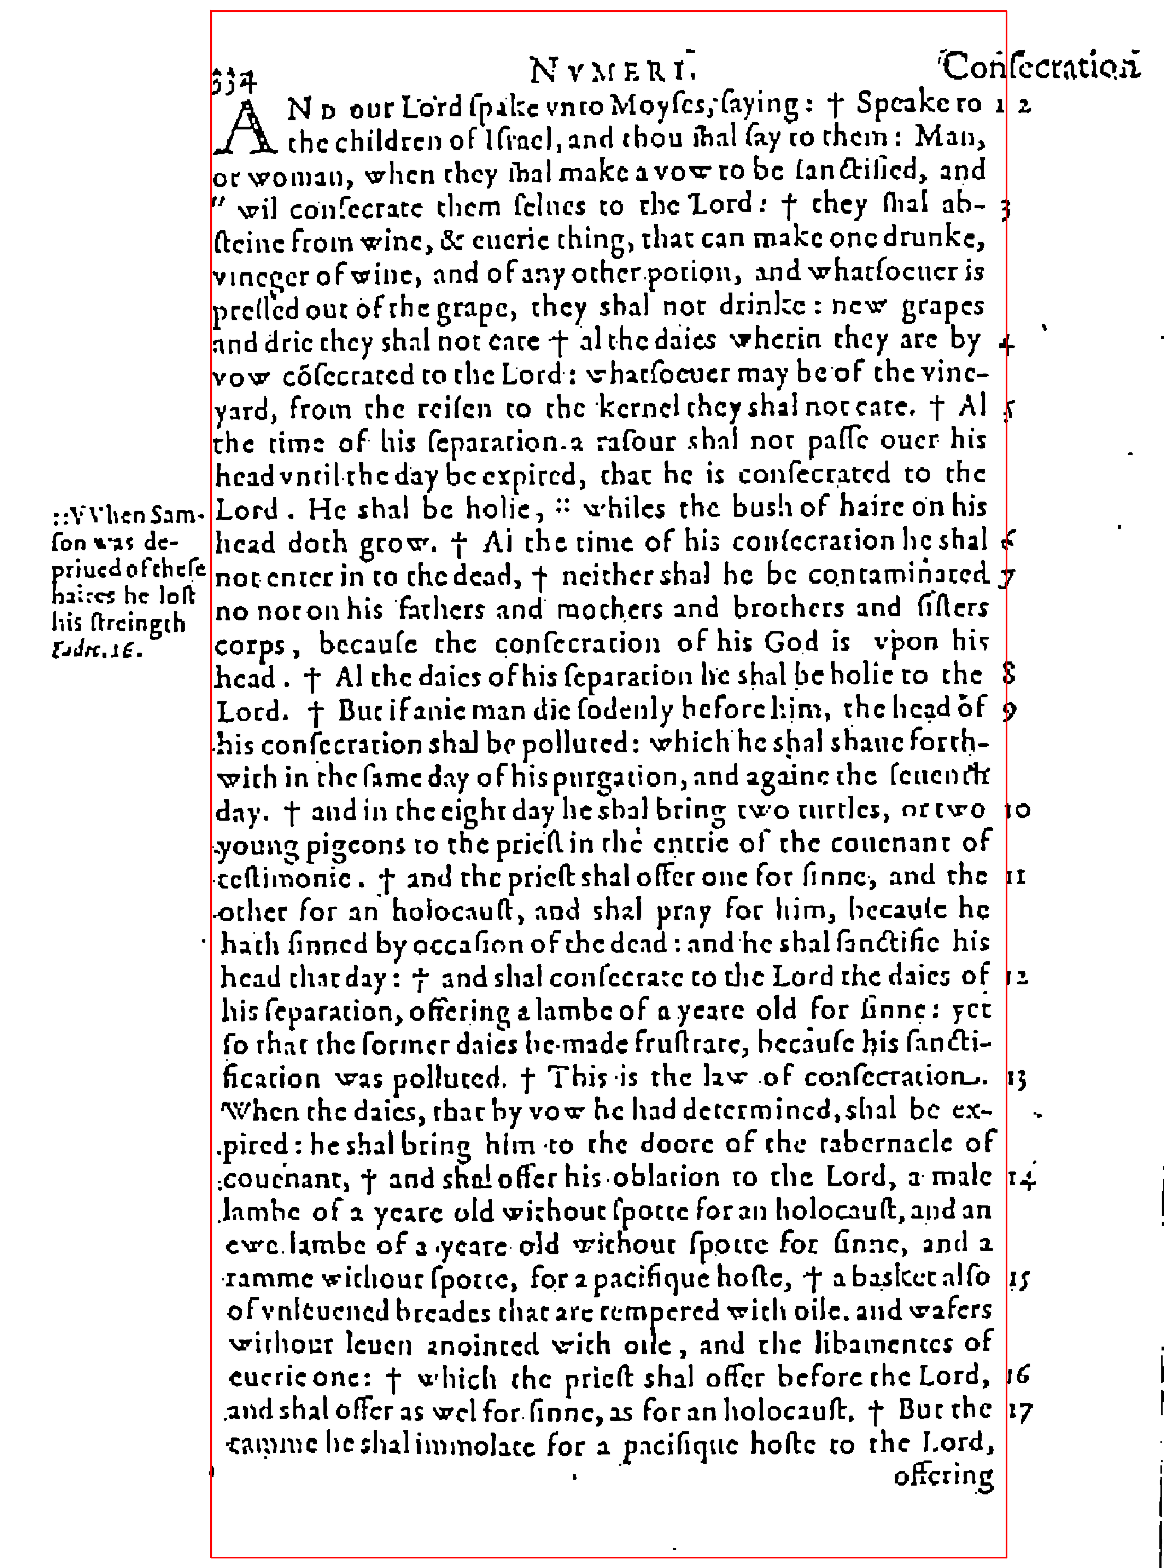 334 NVMERI. Conſecration
AND our Lord ſpake vnto Moyſes, ſaying: † Speake to 1 2
the children of Iſrael, and thou ſhal ſay to them: Man,
or woman, when they ſhal make a vow to be ſanctified, and
" wil conſecrate them ſelues to the Lord: † they ſhal ab- 3
ſteine from wine, & euerie thing, that can make one drunke,
vineger of wine, and of any other potion, and whatſoeuer is
preſſed out of the grape, they shal not drinke: new grapes
and drie they shal not eate † al the daies wherin they are by 4
vow cōſecrated to the Lord: whatſoeuer may be of the vine-
yard, from the reiſen to the kernel they shal not eate. † Al 5
the time of his ſeparation a raſour shal not paſſe ouer his
head vntil the day be expired, that he is conſecrated to the
Lord. He shal be holie, :: whiles the bush of haire on his
head doth grow. † Al the time of his conſecration he shal 6
not enter in to the dead, † neither shal he be contaminated 7
no not on his fathers and mothers and brothers and ſiſters
corps, becauſe the conſecration of his God is vpon his
head. † Al the daies of his ſeparation he shal be holie to the 8
Lord. † But if anie man die ſodenly before him, the head of 9
his conſecration shal be polluted: which he shal shaue forth-
with in the ſame day of his purgation, and againe the ſeuenth
day. † and in the eight day he shal bring two turtles, or two 10
young pigeons to the prieſt in the entrie of the couenant of
teſtimonie. † and the prieſt shal offer one for ſinne, and the 11
other for an holocauſt, and shal pray for him, becauſe he
hath ſinned by occaſion of the dead: and he shal ſanctifie his
head that day: † and shal conſecrate to the Lord the daies of 12
his ſeparation, offering a lambe of a yeare old for ſinne: yet
ſo that the former daies be made fruſtrate, becauſe his ſancti-
fication was polluted. † This is the law of conſecration. 13
When the daies, that by vow he had determined, shal be ex-
pired: he shal bring him to the doore of the tabernacle of
couenant, † and shal offer his oblation to the Lord, a male 14
lambe of a yeare old without ſpotte for an holocauſt, and an
ewe lambe of a yeare old without ſpotte for ſinne, and a
ramme without ſpotte, for a pacifique hoſte, † a basket alſo 15
of vnleuened breades that are tempered with oile, and wafers
without leuen anointed with oile, and the libamentes of
euerie one: † which the prieſt shal offer before the Lord, 16
and shal offer as wel for ſinne, as for an holocauſt. † But the 17
ramme he shal immolate for a pacifique hoſte to the Lord,
offering
::VVhen Sam-
ſon was de-
priued of theſe
haires he loſt
his ſtreingth
Iudic. 16.